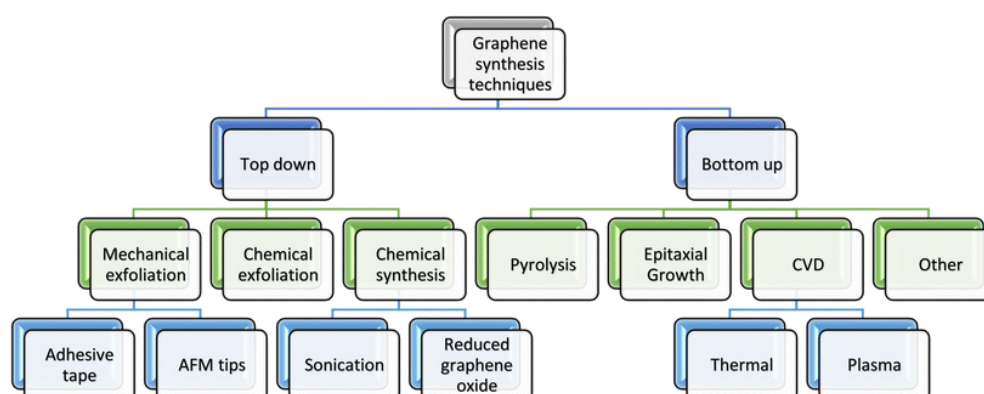 Graphene
synthesis
techniques
Top down
Bottom up
Mechanical
exfoliation
Chemical
exfoliation
Chemical
synthesis
Pyrolysis
Epitaxial
Growth
CVD
Other
Adhesive
tape
AFM tips
Sonication
Reduced
graphene
oxide
Thermal
Plasma